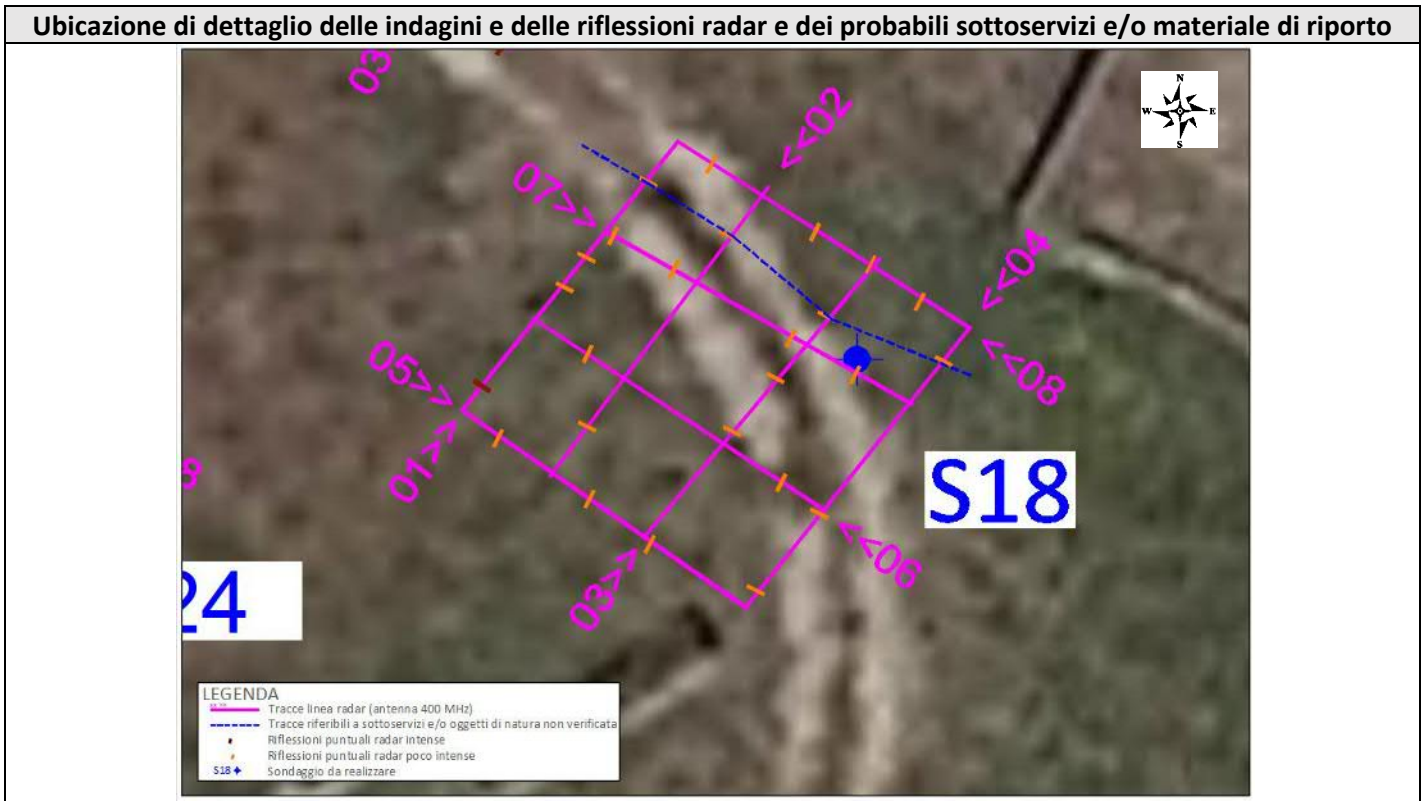 Ubicazione di dettaglio delle indagini e delle riflessioni radar e dei probabili sottoservizi e/o materiale di riporto
03
<<02
N
W E
S
07>>
<<04
05>>
<<08
01>>
S18
<<06
03>>
24
LEGENDA
Tracce linea radar (antenna 400 MHz)
Tracce riferibili a sottoservizi e/o oggetti di natura non verificata
Riflessioni puntuali radar intense
Riflessioni puntuali radar poco intense
S18 Sondaggio da realizzare